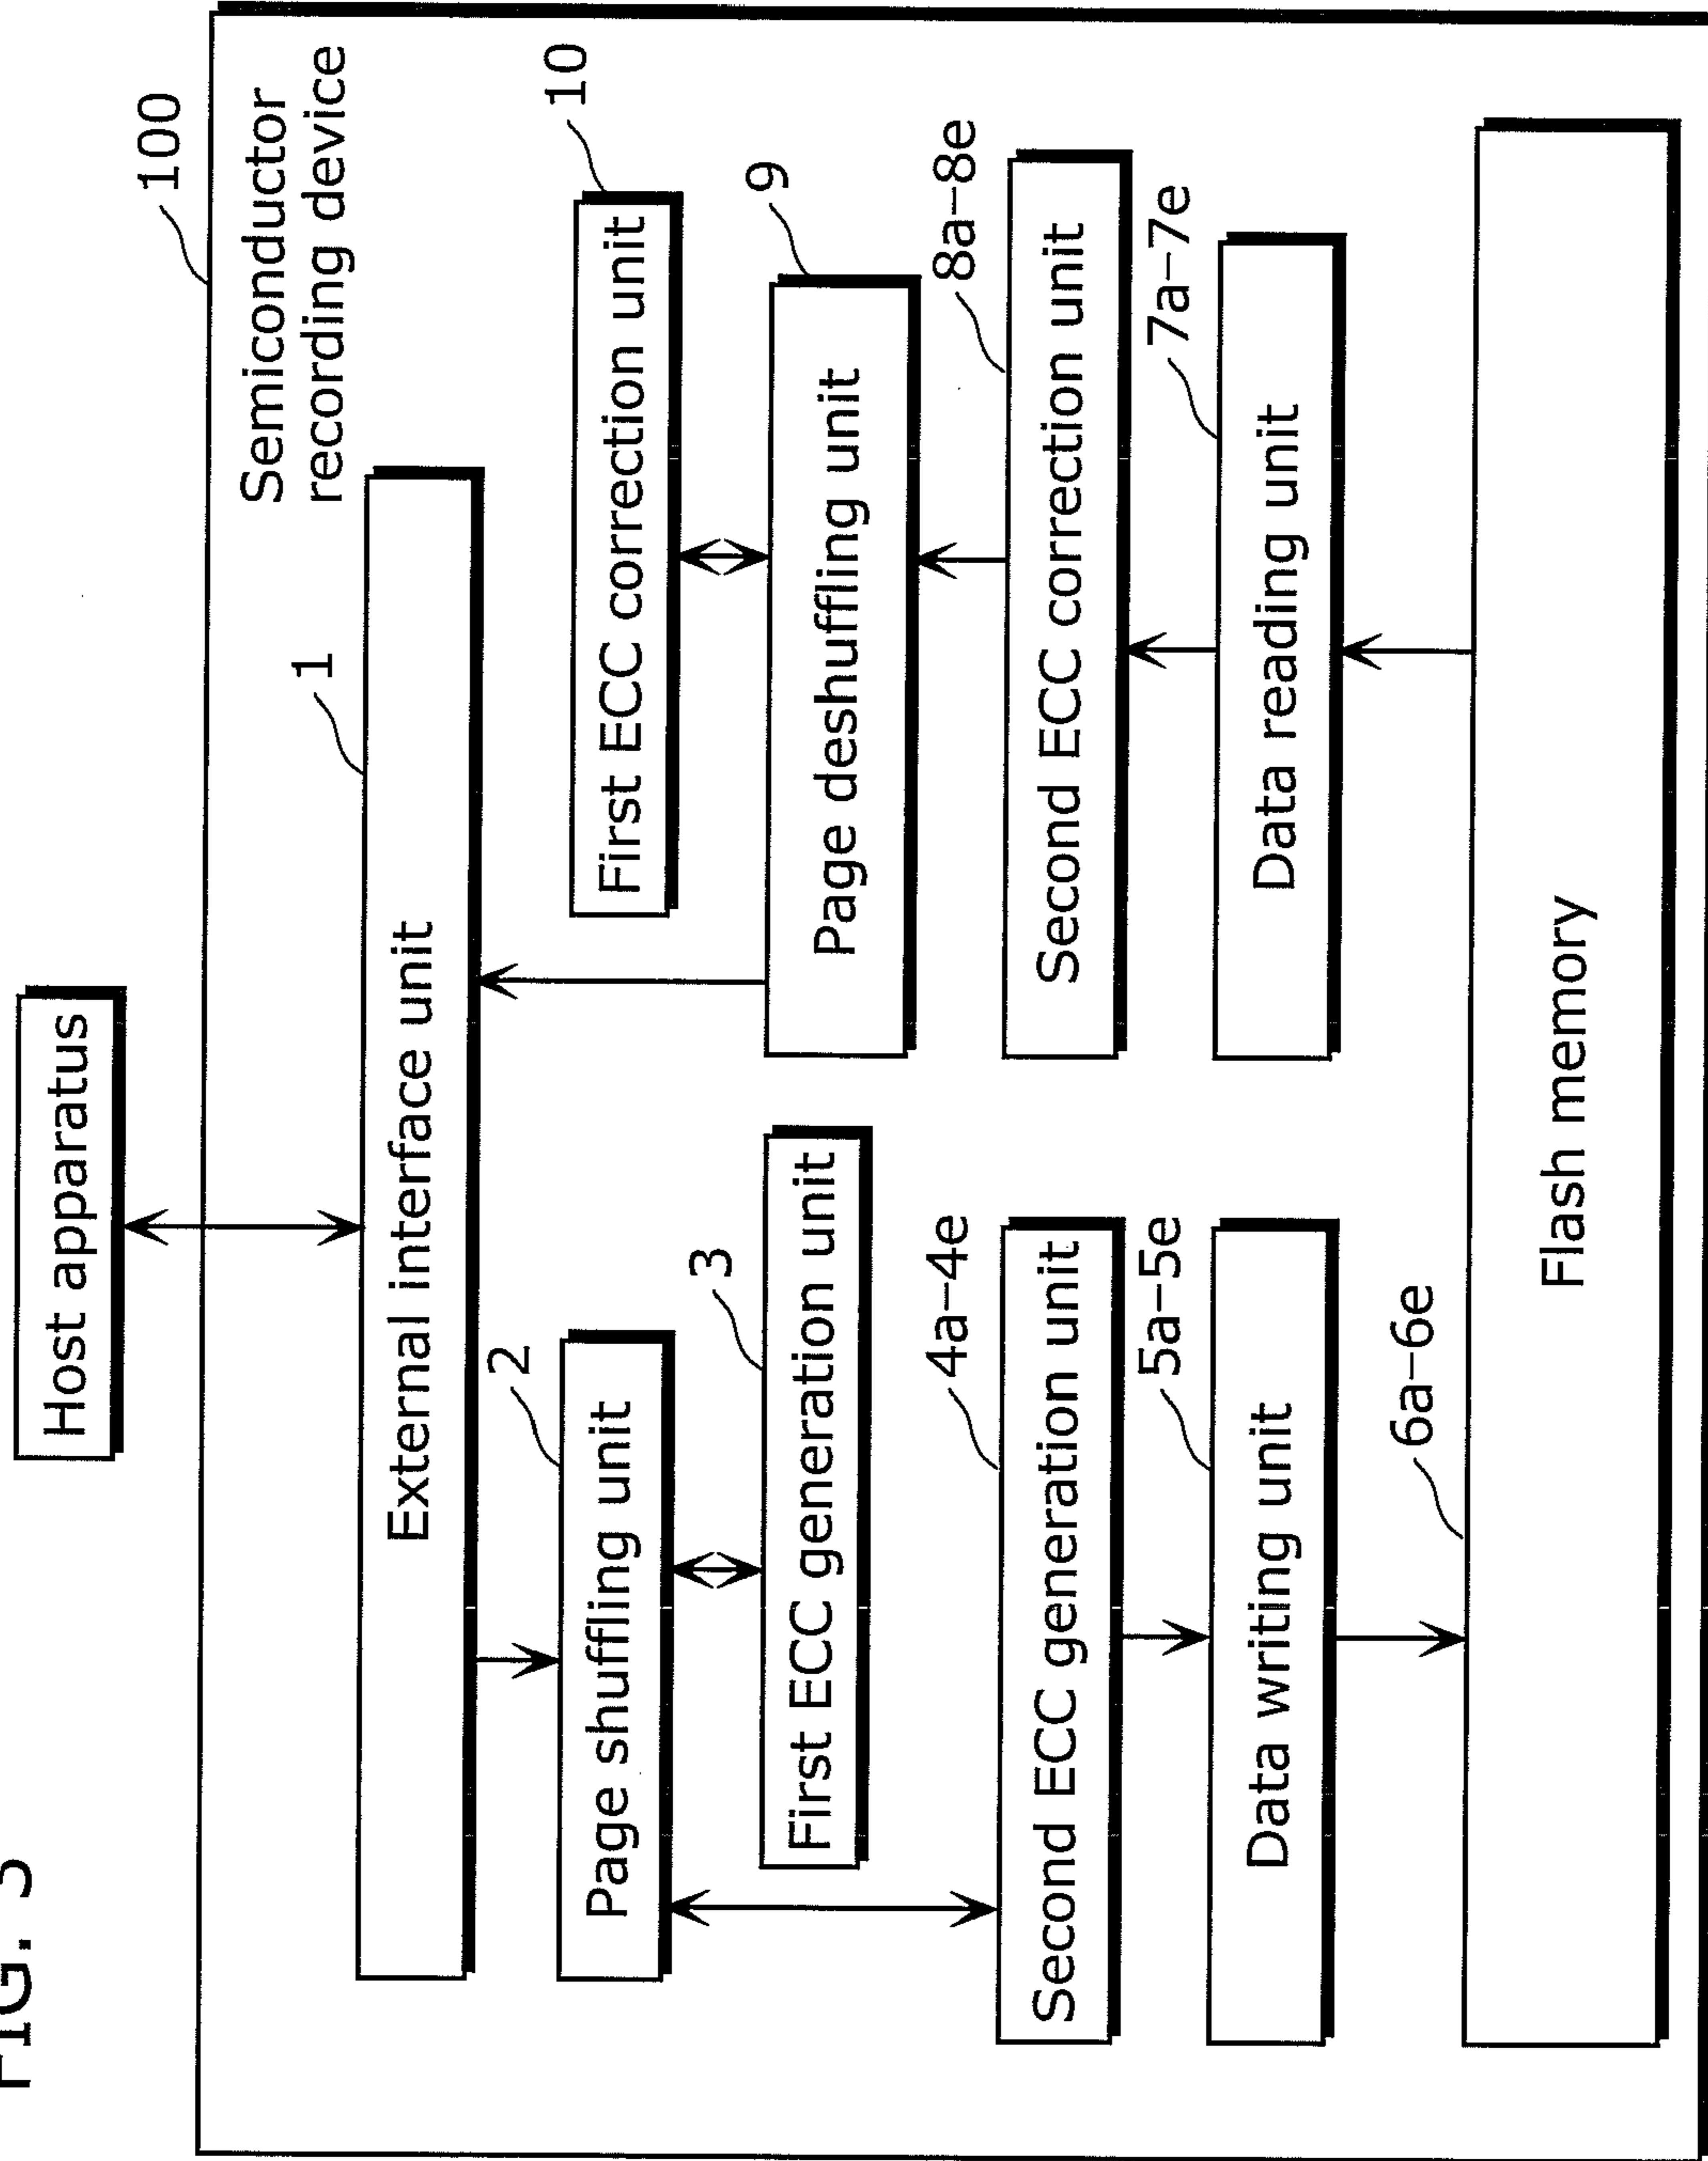 FIG.
Host apparatus
100
Semiconductor
recording device
1
External interface unit
2
Page shuffling unit
10
First ECC correction unit
3
First ECC generation unit
9
Page deshuffling unit
4a–4e
Second ECC generation unit
8a–8e
Second ECC correction unit
5a–5e
Data writing unit
7a–7e
Data reading unit
6a–6e
Flash memory